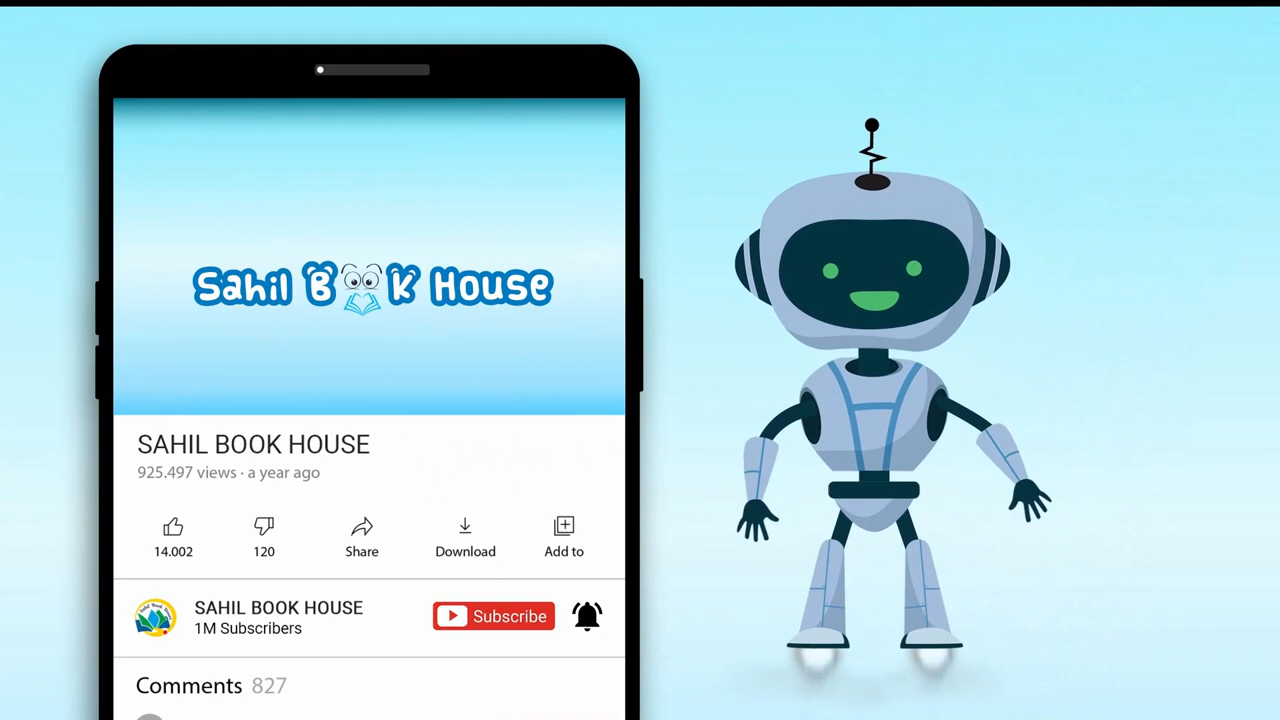 Sahil Book House
SAHIL BOOK HOUSE
925.497 views · a year ago
14.002
120
Share
Download
Add to
SAHIL BOOK HOUSE
1M Subscribers
Subscribe
Comments 827